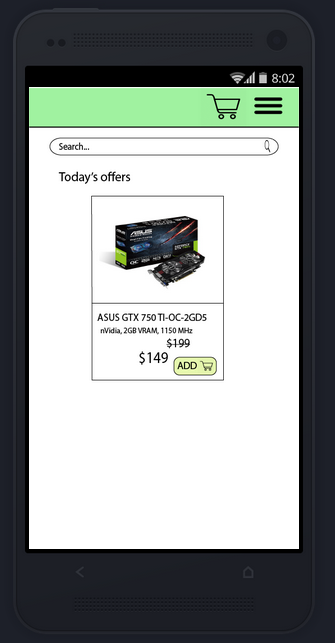 8:02
Search...
Today's offers
ASUS
ASUS GTX 750 TI-OC-2GD5
nVidia, 2GB VRAM, 1150 MHz
$199
$149
ADD